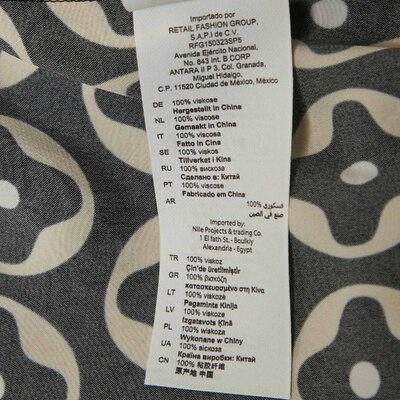 Importado por
RETAIL FASHION GROUP,
S.A.P.I de C.V.
RFG150323SP5
Avenida Ejército Nacional,
No. 843 Int. B CORP
ANTARA II P 3, Col. Granada,
Miguel Hidalgo,
C.P. 11520 Ciudad de México, México
DE 100% viskose
Hergestellt in China
NL 100% viscose
Gemaakt in China
IT 100% viscosa
Fatto in Cina
SE 100% viskos
Tillverkat i Kina
RU 100% вискоза
Сделано в: Китай
PT 100% viscose
Fabricado em China
AR 100% فسكوزي
صنع في الصين
Imported by:
Nile Projects & trading Co.
1 El fath St. - Boulkly
Alexandria - Egypt
TR 100% viskoz
Çin'de üretilmiştir
GR 100% βισκόζη
κατασκευασμένο στη Κίνα
LT 100% viskozė
Pagaminta Kinija
LV 100% viskoze
Izgatavots Ķīnā
PL 100% wiskoza
Wykonane w Chiny
UA 100% віскоза
Країна виробки: Китай
CN 100% 粘胶纤维
原产地 中国